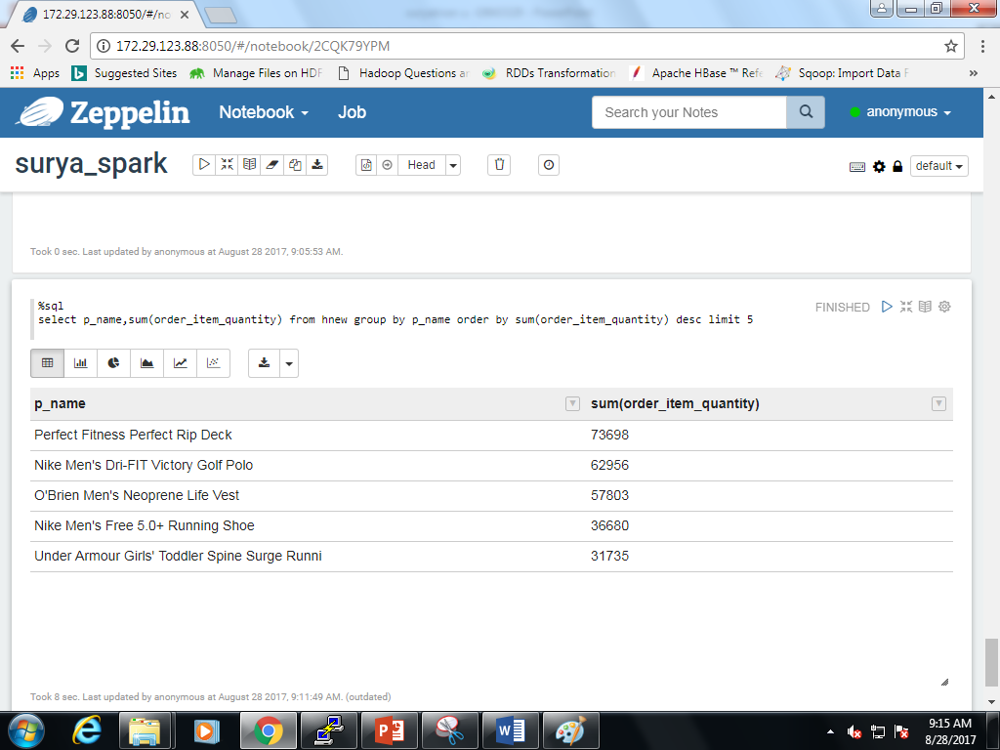 172.29.123.88:8050/#/no
172.29.123.88:8050/#/notebook/2CQK79YPM
Apps Suggested Sites Manage Files on HDF Hadoop Questions an RDDs Transformation Apache HBase ™ Refe Sqoop: Import Data F »
Zeppelin Notebook Job Search your Notes anonymous
surya_spark Head default
Took 0 sec. Last updated by anonymous at August 28 2017, 9:05:53 AM.
%sql
select p_name,sum(order_item_quantity) from hnew group by p_name order by sum(order_item_quantity) desc limit 5
FINISHED
p_name sum(order_item_quantity)
Perfect Fitness Perfect Rip Deck 73698
Nike Men's Dri-FIT Victory Golf Polo 62956
O'Brien Men's Neoprene Life Vest 57803
Nike Men's Free 5.0+ Running Shoe 36680
Under Armour Girls' Toddler Spine Surge Runni 31735
Took 8 sec. Last updated by anonymous at August 28 2017, 9:11:49 AM. (outdated)
9:15 AM
8/28/2017